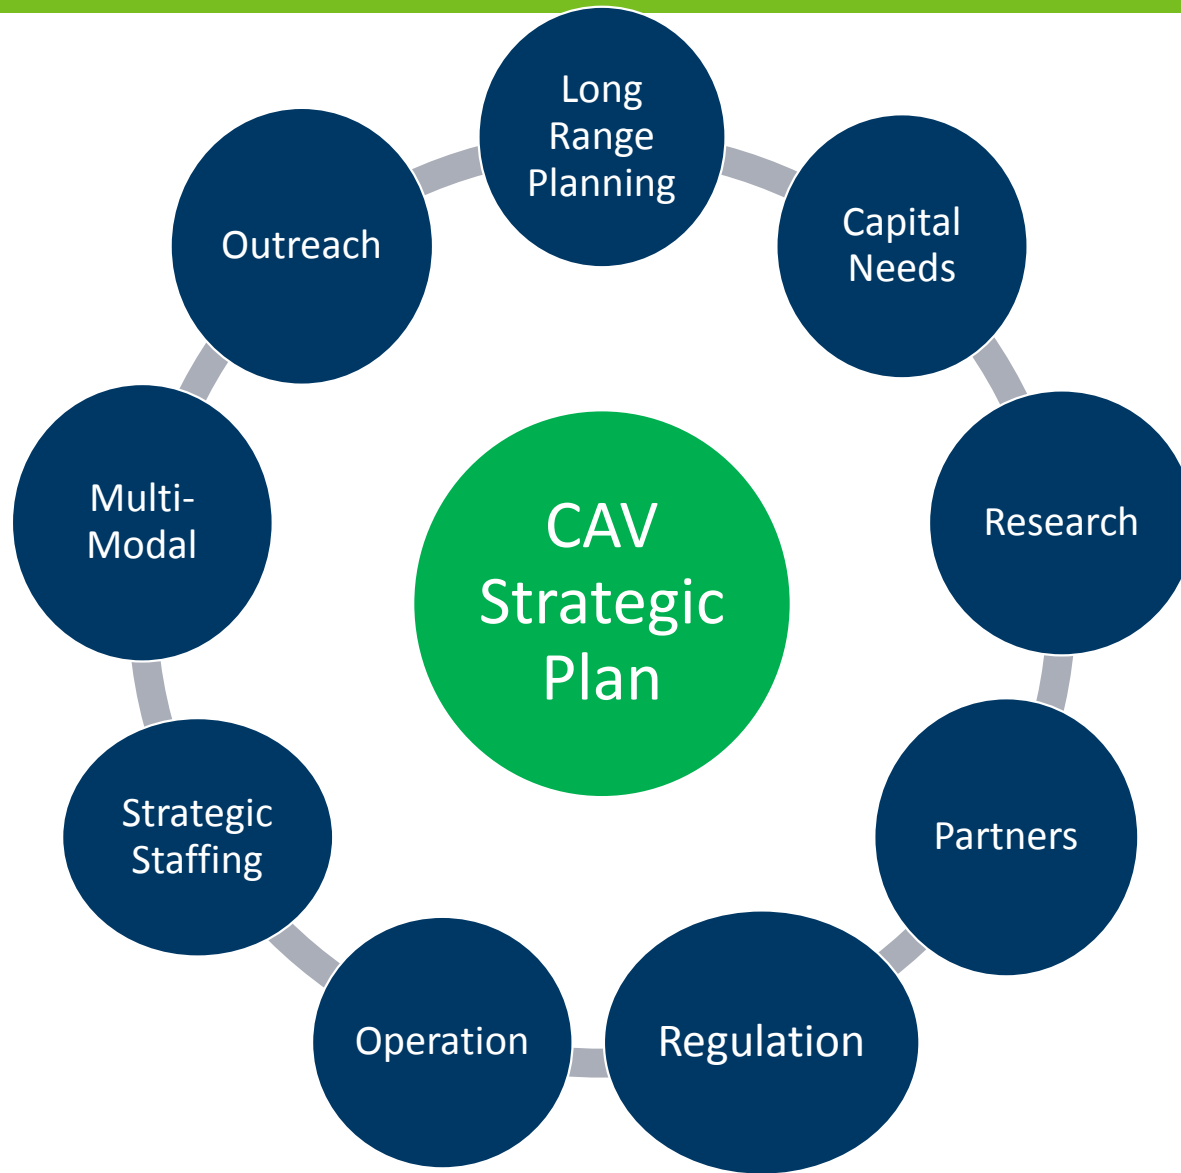 Long
Range
Planning
Capital
Needs
Research
Partners
Regulation
Operation
Strategic
Staffing
Multi-
Modal
Outreach
CAV
Strategic
Plan